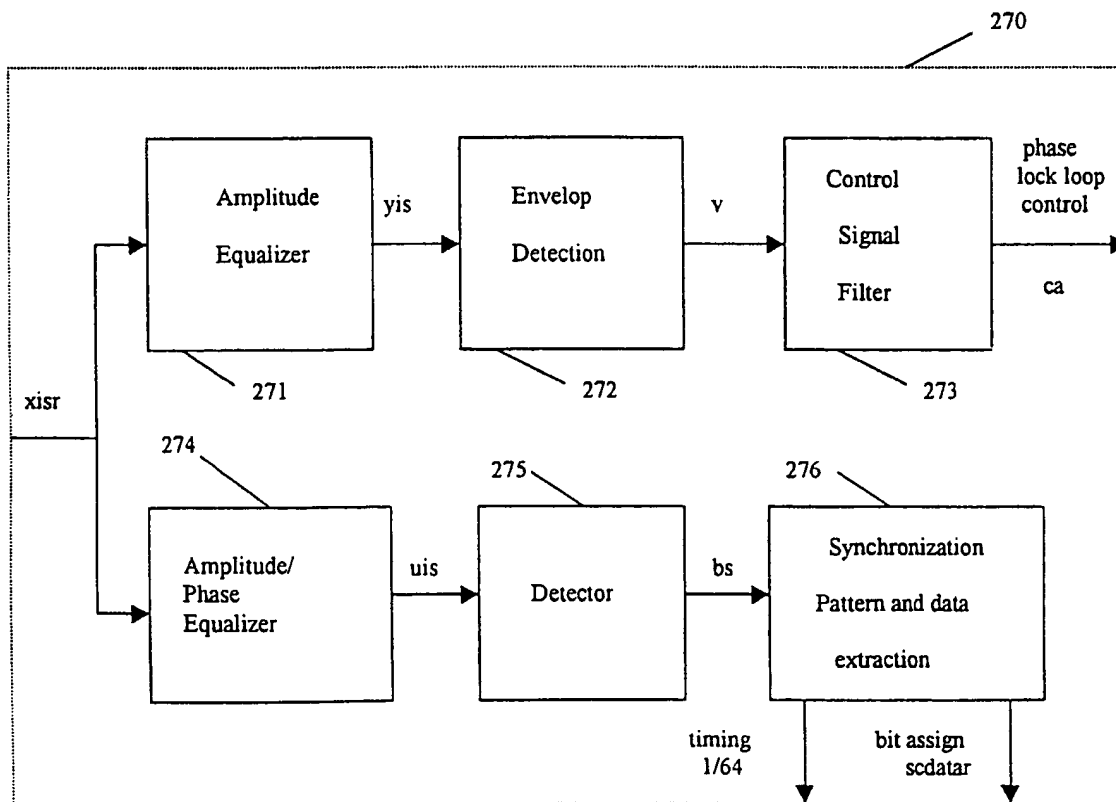 270
Amplitude
Equalizer
yis
Envelop
Detection
v
Control
Signal
Filter
phase
lock loop
control
ca
271
272
273
xisr
274
275
276
Amplitude/
Phase
Equalizer
uis
Detector
bs
Synchronization
Pattern and data
extraction
timing
1/64
bit assign
scdatar